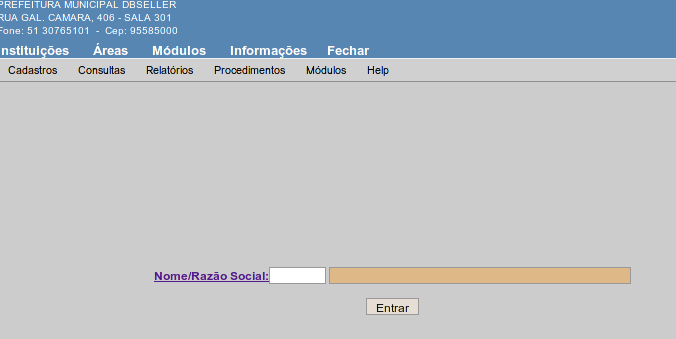 PREFEITURA MUNICIPAL DBSELLER
RUA GAL. CAMARA, 406 - SALA 301
Fone: 51 30765101 - Cep: 95585000
nstituições Áreas Módulos Informações Fechar
Cadastros Consultas Relatórios Procedimentos Módulos Help
Nome/Razão Social:
Entrar